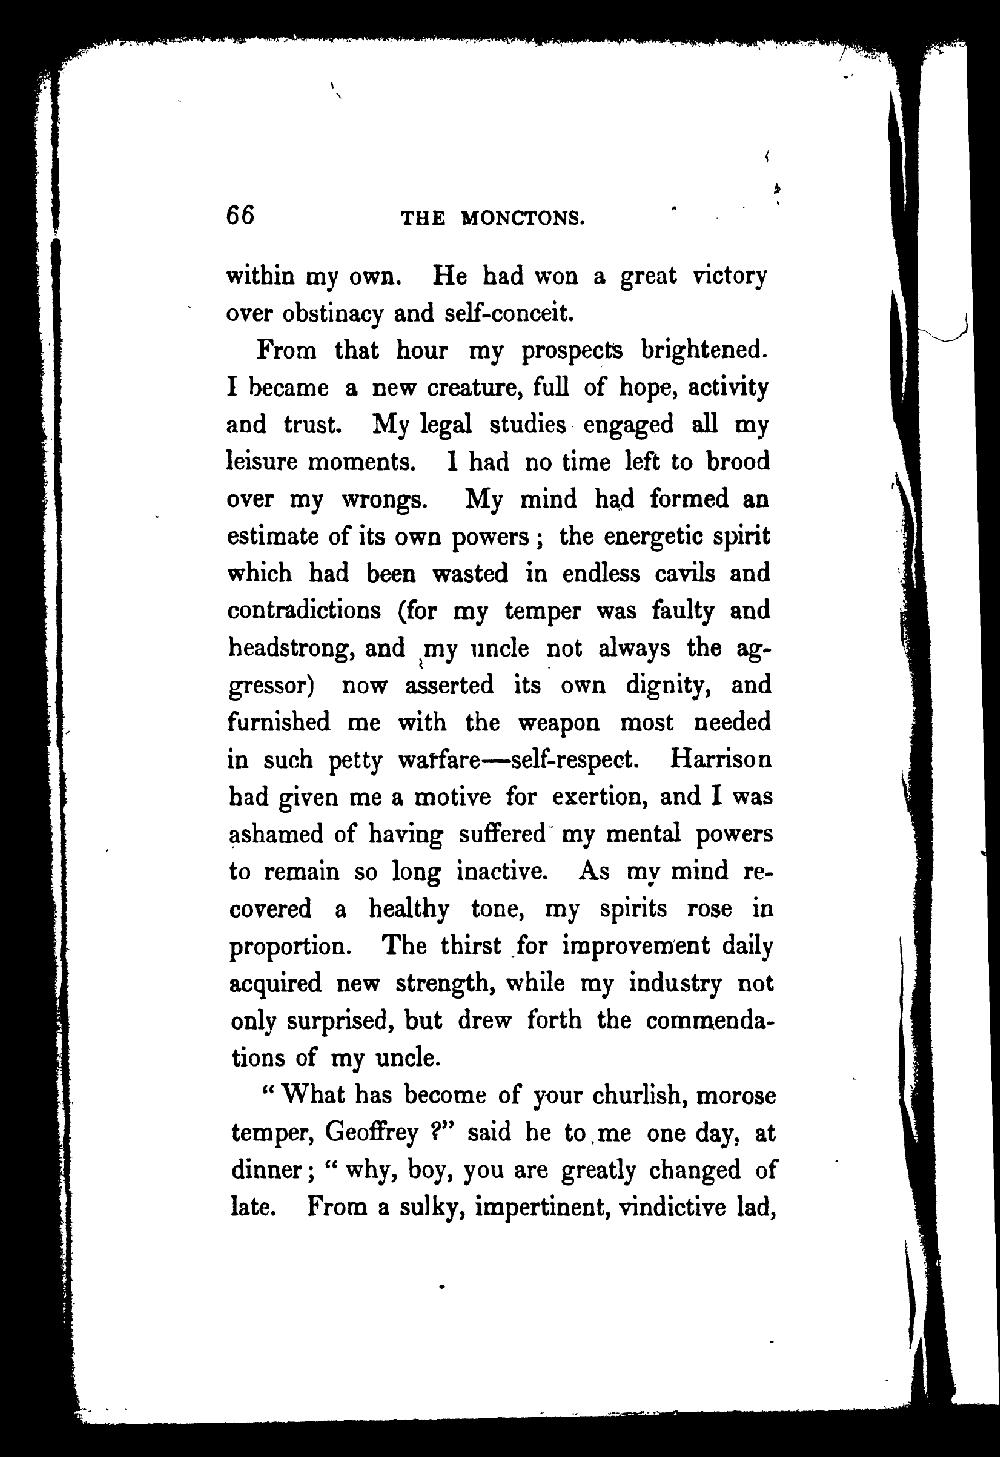 66 THE MONCTONS.
within my own. He had won a great victory
over obstinacy and self-conceit.
From that hour my prospects brightened.
I became a new creature, full of hope, activity
and trust. My legal studies engaged all my
leisure moments. I had no time left to brood
over my wrongs. My mind had formed an
estimate of its own powers; the energetic spirit
which had been wasted in endless cavils and
contradictions (for my temper was faulty and
headstrong, and my uncle not always the ag-
gressor) now asserted its own dignity, and
furnished me with the weapon most needed
in such petty warfare—self-respect. Harrison
had given me a motive for exertion, and I was
ashamed of having suffered my mental powers
to remain so long inactive. As my mind re-
covered a healthy tone, my spirits rose in
proportion. The thirst for improvement daily
acquired new strength, while my industry not
only surprised, but drew forth the commenda-
tions of my uncle.
“What has become of your churlish, morose
temper, Geoffrey?” said he to me one day, at
dinner; “why, boy, you are greatly changed of
late. From a sulky, impertinent, vindictive lad,